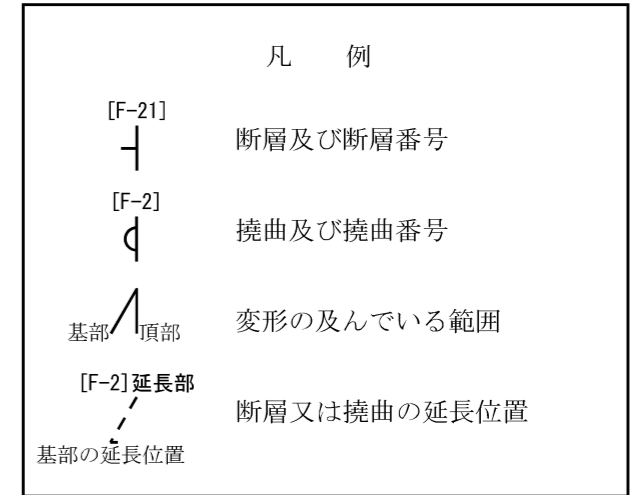 凡 例
[F-21]
断層及び断層番号
[F-2]
撓曲及び撓曲番号
基部 頂部
変形の及んでいる範囲
[F-2]延長部
断層又は撓曲の延長位置
基部の延長位置